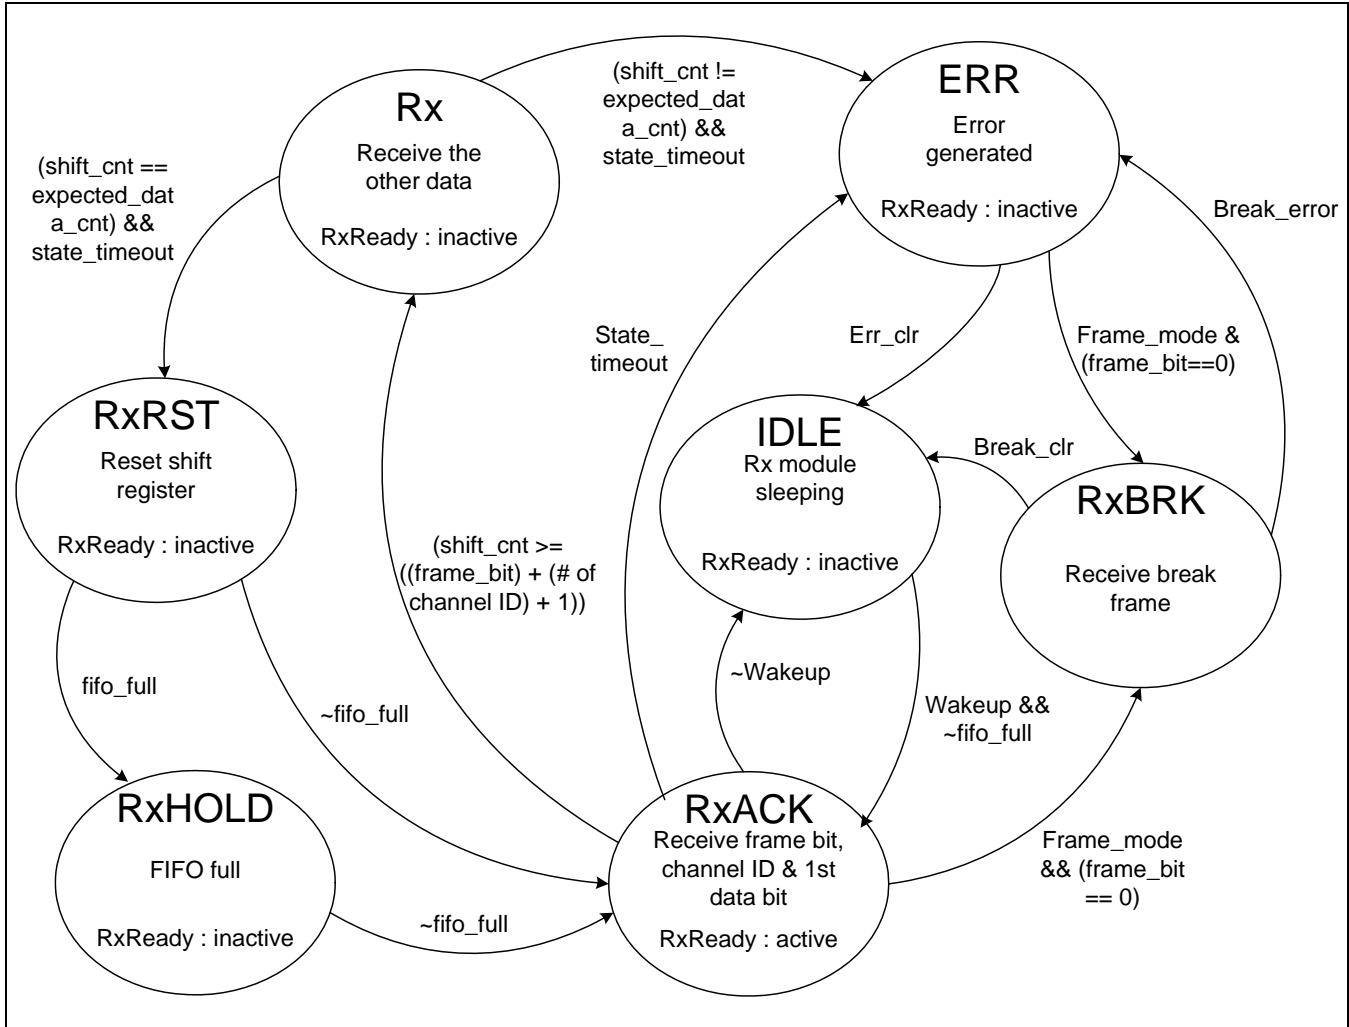 Rx
Receive the
other data
RxReady : inactive
(shift_cnt !=
expected_dat
a_cnt) &&
state_timeout
ERR
Error
generated
RxReady : inactive
(shift_cnt ==
expected_dat
a_cnt) &&
state_timeout
Break_error
State_
timeout
Err_clr
Frame_mode &
(frame_bit==0)
RxRST
Reset shift
register
RxReady : inactive
IDLE
Rx module
sleeping
RxReady : inactive
Break_clr
RxBRK
Receive break
frame
(shift_cnt >=
((frame_bit) + (# of
channel ID) + 1))
fifo_full
~fifo_full
~Wakeup
Wakeup &&
~fifo_full
RxHOLD
FIFO full
RxReady : inactive
~fifo_full
RxACK
Receive frame bit,
channel ID & 1st
data bit
RxReady : active
Frame_mode
&& (frame_bit
== 0)